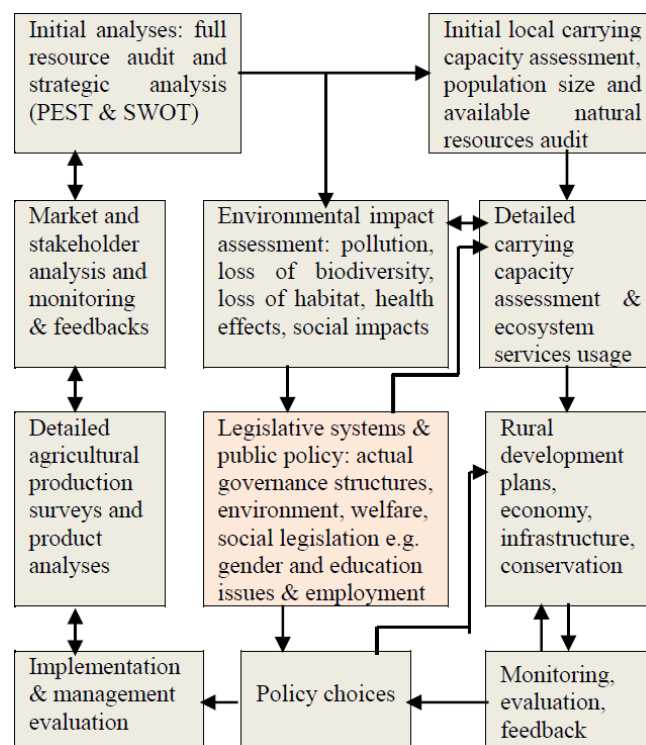 Initial analyses: full
resource audit and
strategic analysis
(PEST & SWOT)
Initial local carrying
capacity assessment,
population size and
available natural
resources audit
Market and
stakeholder
analysis and
monitoring
& feedbacks
Environmental impact
assessment: pollution,
loss of biodiversity,
loss of habitat, health
effects, social impacts
Detailed
carrying
capacity
assessment &
ecosystem
services usage
Detailed
agricultural
production
surveys and
product
analyses
Legislative systems &
public policy: actual
governance structures,
environment, welfare,
social legislation e.g.
gender and education
issues & employment
Rural
development
plans,
economy,
infrastructure,
conservation
Implementation
& management
evaluation
Policy choices
Monitoring,
evaluation,
feedback